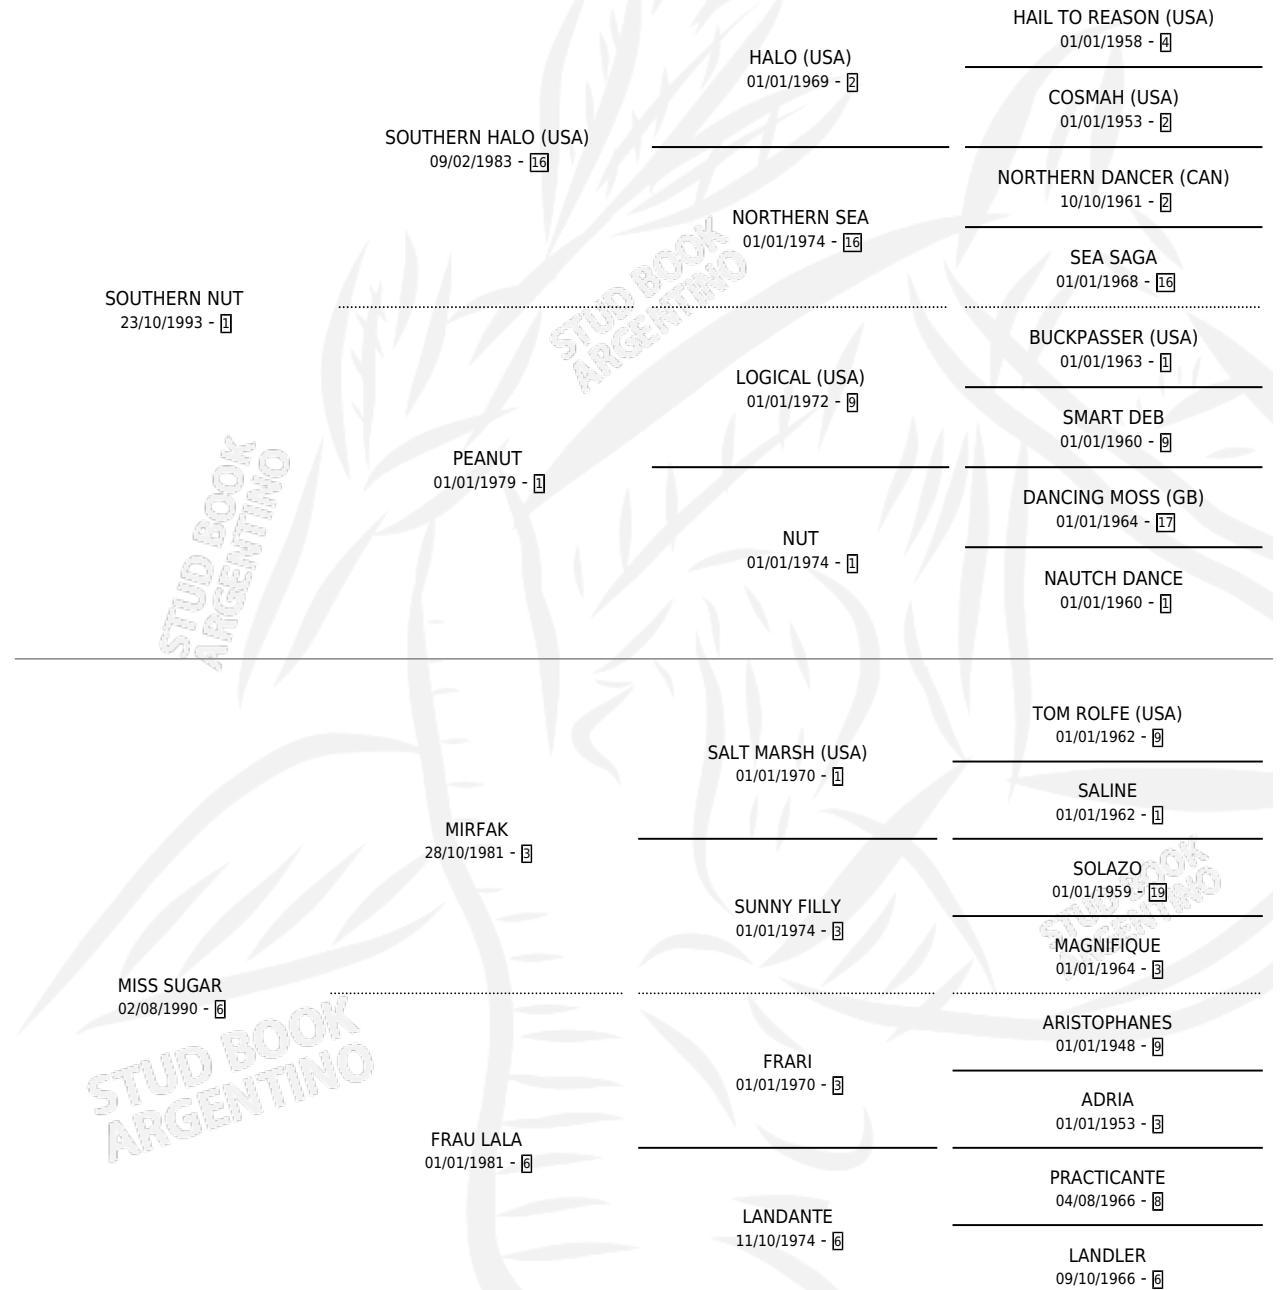 HAIL TO REASON (USA)
01/01/1958 - 4
HALO (USA)
01/01/1969 - 2
COSMAH (USA)
01/01/1953 - 2
SOUTHERN HALO (USA)
09/02/1983 - 16
NORTHERN DANCER (CAN)
10/10/1961 - 2
NORTHERN SEA
01/01/1974 - 16
SEA SAGA
01/01/1968 - 16
SOUTHERN NUT
23/10/1993 - 1
BUCKPASSER (USA)
01/01/1963 - 1
LOGICAL (USA)
01/01/1972 - 9
SMART DEB
01/01/1960 - 9
PEANUT
01/01/1979 - 1
DANCING MOSS (GB)
01/01/1964 - 17
NUT
01/01/1974 - 1
NAUTCH DANCE
01/01/1960 - 1
TOM ROLFE (USA)
01/01/1962 - 9
SALT MARSH (USA)
01/01/1970 - 1
SALINE
01/01/1962 - 1
MIRFAK
28/10/1981 - 3
SOLAZO
01/01/1959 - 19
SUNNY FILLY
01/01/1974 - 3
MAGNIFIQUE
01/01/1964 - 3
MISS SUGAR
02/08/1990 - 6
ARISTOPHANES
01/01/1948 - 9
FRARI
01/01/1970 - 3
ADRIA
01/01/1953 - 3
FRAU LALA
01/01/1981 - 6
PRACTICANTE
04/08/1966 - 8
LANDANTE
11/10/1974 - 6
LANDLER
09/10/1966 - 6
STUD BOOK
ARGENTINO
STUD BOOK
ARGENTINO
STUD BOOK
ARGENTINO
STUD BOOK
ARGENTINO